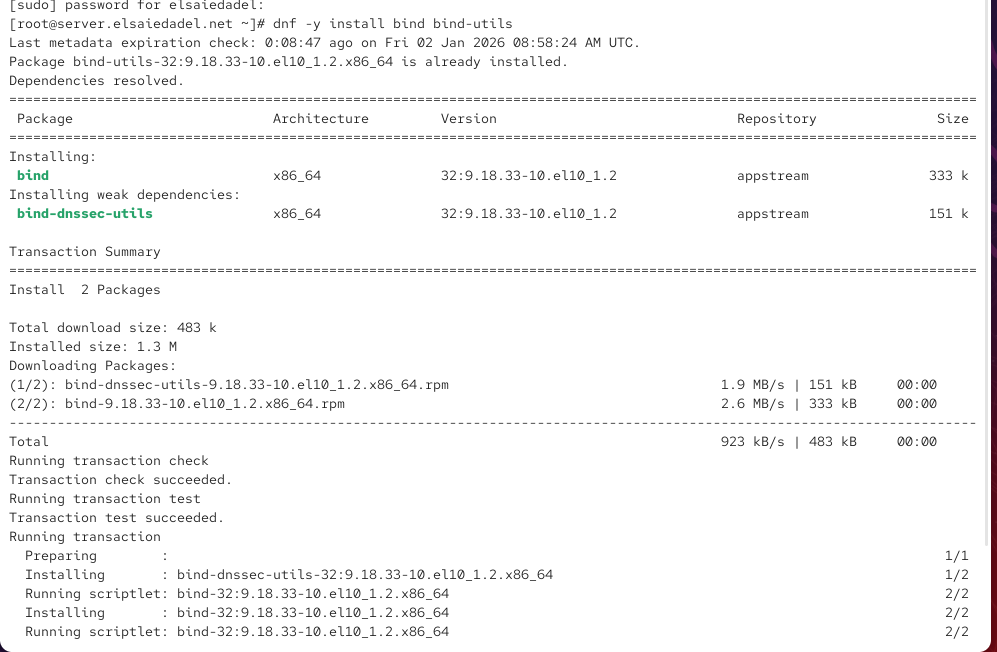 [sudo] password for elsaiedadel:
[root@server.elsaiedadel.net ~]# dnf -y install bind bind-utils
Last metadata expiration check: 0:08:47 ago on Fri 02 Jan 2026 08:58:24 AM UTC.
Package bind-utils-32:9.18.33-10.el10_1.2.x86_64 is already installed.
Dependencies resolved.
================================================================================
 Package                         Architecture         Version                              Repository               Size
================================================================================
Installing:
 bind                            x86_64               32:9.18.33-10.el10_1.2               appstream               333 k
Installing weak dependencies:
 bind-dnssec-utils               x86_64               32:9.18.33-10.el10_1.2               appstream               151 k

Transaction Summary
================================================================================
Install  2 Packages

Total download size: 483 k
Installed size: 1.3 M
Downloading Packages:
(1/2): bind-dnssec-utils-9.18.33-10.el10_1.2.x86_64.rpm                                  1.9 MB/s | 151 kB     00:00
(2/2): bind-9.18.33-10.el10_1.2.x86_64.rpm                                               2.6 MB/s | 333 kB     00:00
--------------------------------------------------------------------------------
Total                                                                                    923 kB/s | 483 kB     00:00
Running transaction check
Transaction check succeeded.
Running transaction test
Transaction test succeeded.
Running transaction
  Preparing        :                                                                                                 1/1
  Installing       : bind-dnssec-utils-32:9.18.33-10.el10_1.2.x86_64                                                 1/2
  Running scriptlet: bind-32:9.18.33-10.el10_1.2.x86_64                                                              2/2
  Installing       : bind-32:9.18.33-10.el10_1.2.x86_64                                                              2/2
  Running scriptlet: bind-32:9.18.33-10.el10_1.2.x86_64                                                              2/2